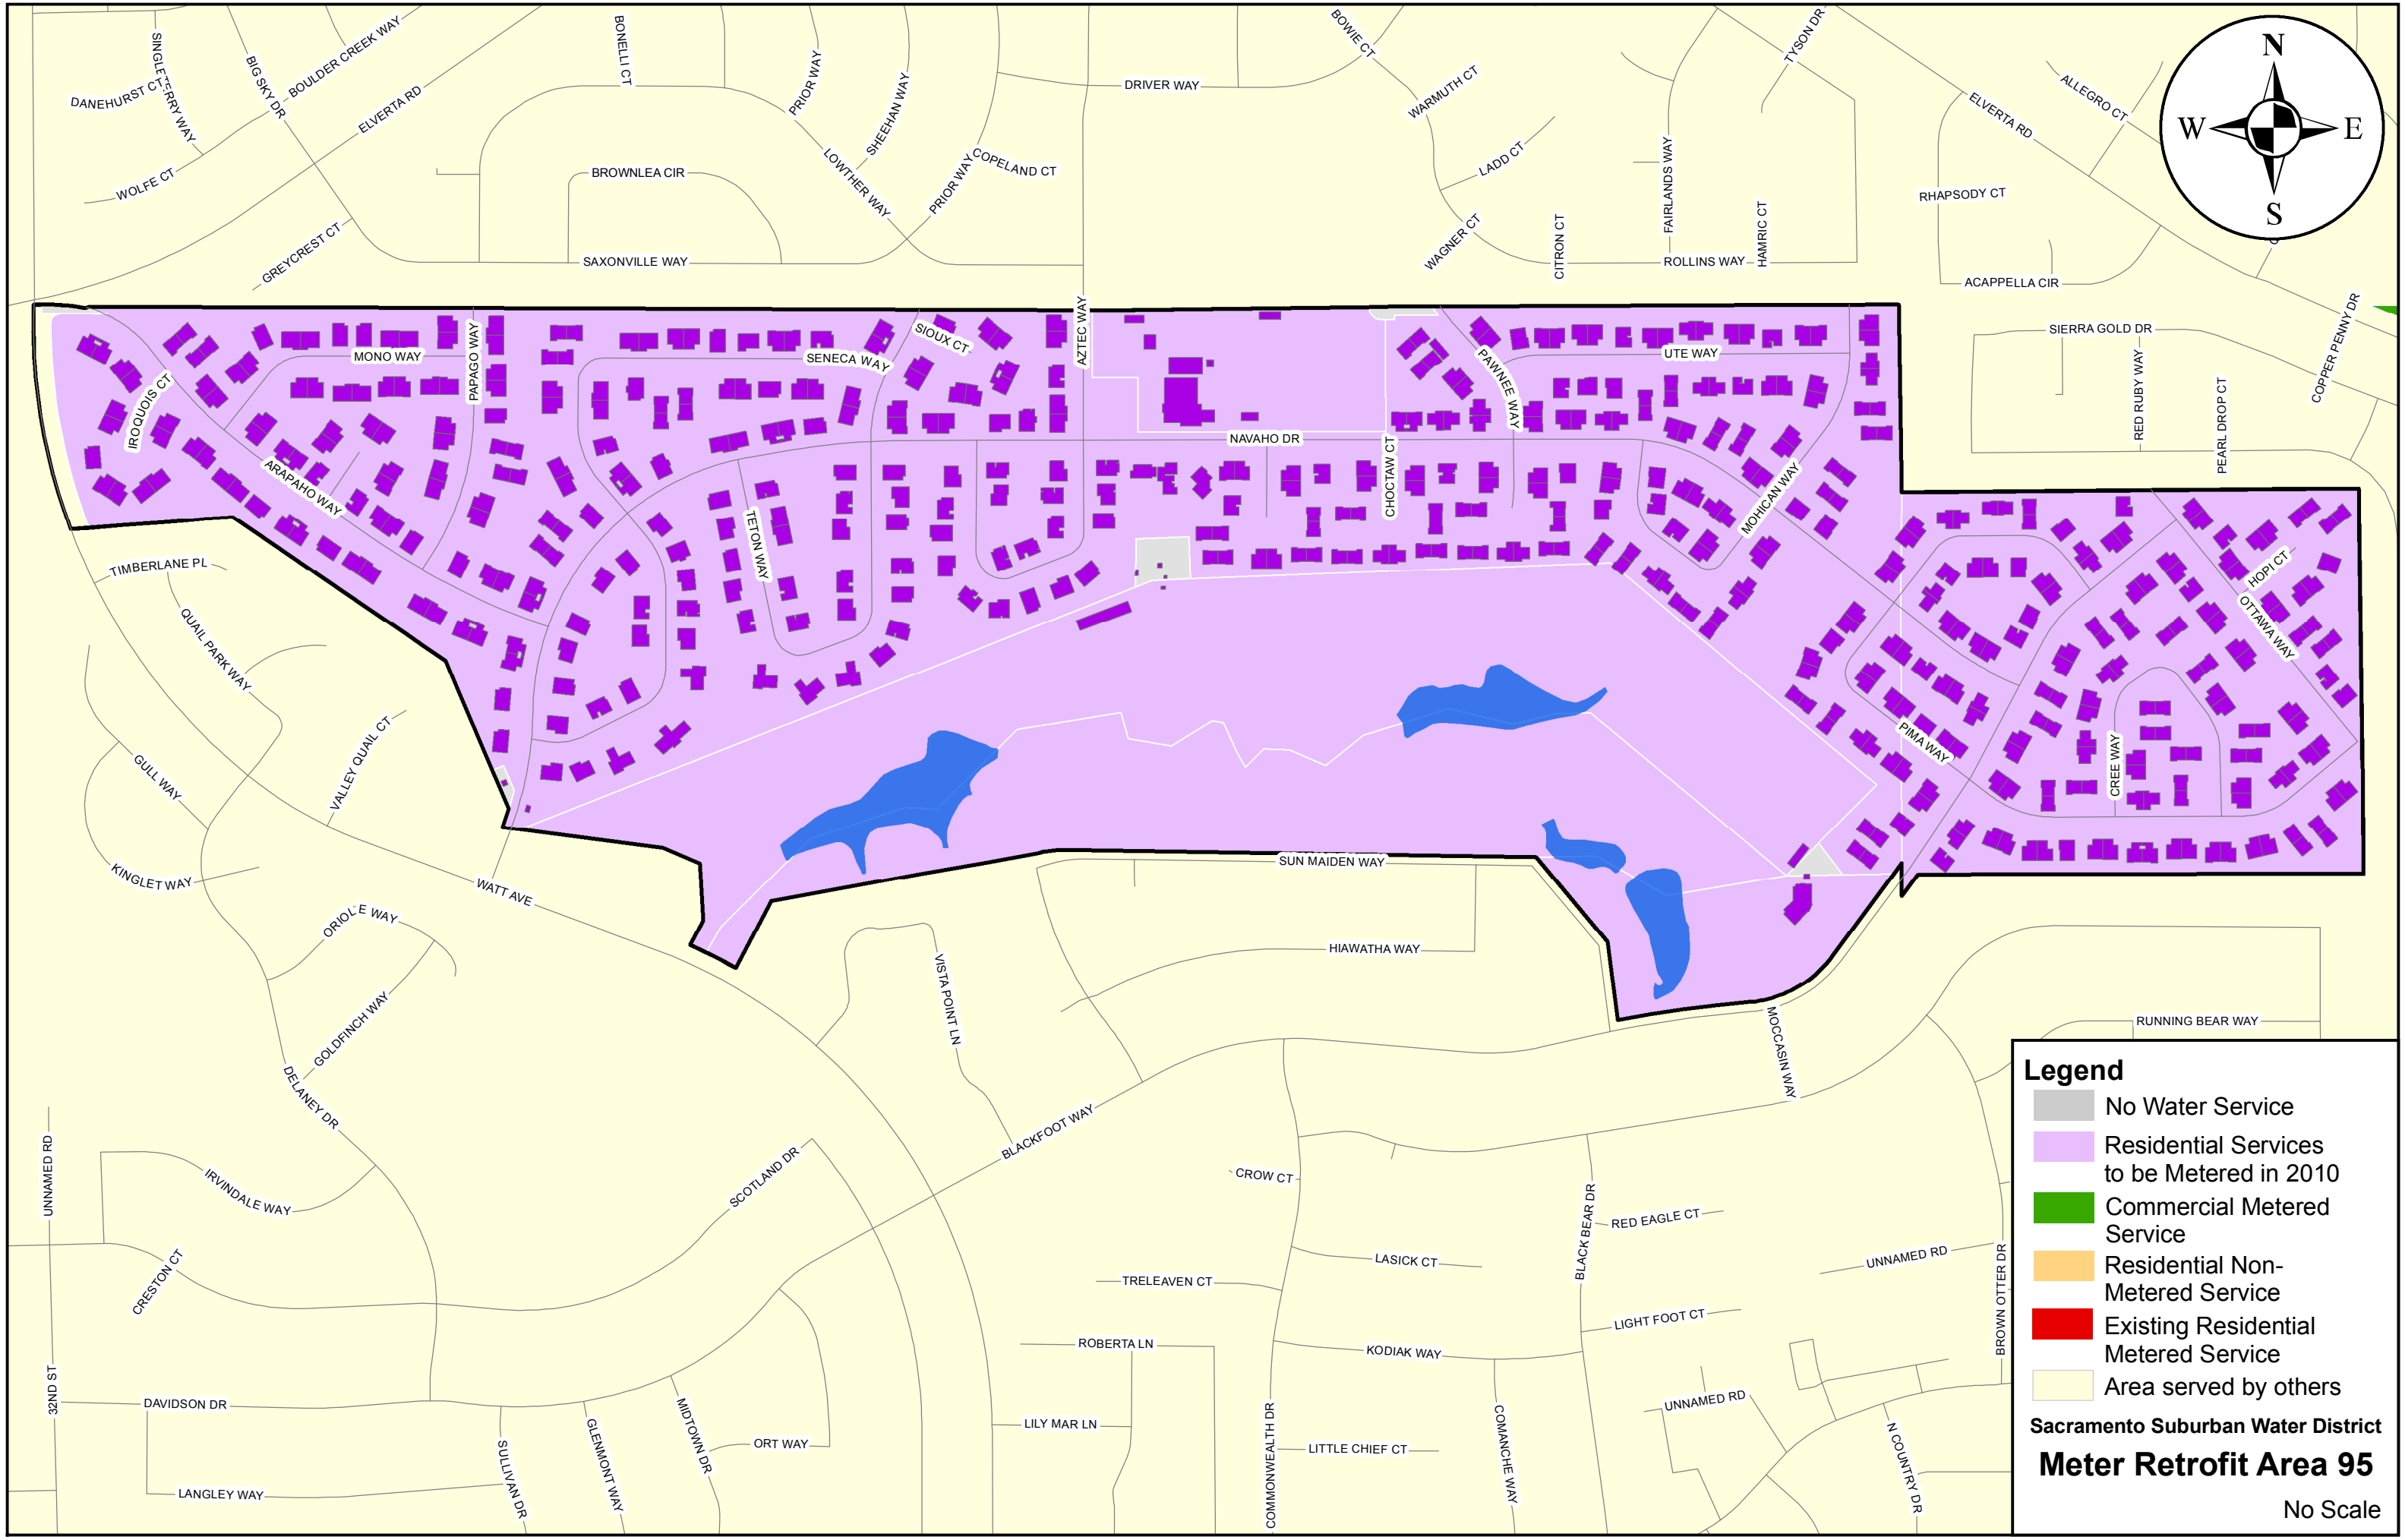 SINGLETERRY WAY
DANEHURST CT
BIG SKY DR
BOULDER CREEK WAY
ELVERTA RD
WOLFE CT
GREYCREST CT
BONELLI CT
PRIOR WAY
SHEEHAN WAY
BROWNLEA CIR
LOWTHER WAY
PRIOR WAY
COPELAND CT
SAXONVILLE WAY
DRIVER WAY
BOWIE CT
WARMUTH CT
LADD CT
WAGNER CT
CITRON CT
FAIRLANDS WAY
HAMRIC CT
ROLLINS WAY
TYSON DR
ELVERTA RD
ALLEGRO CT
RHAPSODY CT
ACAPPELLA CIR
SIERRA GOLD DR
RED RUBY WAY
PEARL DROP CT
COPPER PENNY DR
N
W
E
S
MONO WAY
PAPAGO WAY
IROQUOIS CT
ARAPAHO WAY
SENECA WAY
SIOUX CT
AZTEC WAY
TETON WAY
NAVAHO DR
CHOCTAW CT
PAWNEE WAY
UTE WAY
MOHICAN WAY
HOPI CT
OTTAWA WAY
PIMA WAY
CREE WAY
TIMBERLANE PL
QUAIL PARK WAY
GULL WAY
VALLEY QUAIL CT
KINGLET WAY
WATT AVE
ORIOLE WAY
GOLDFINCH WAY
DELANEY DR
SUN MAIDEN WAY
HIAWATHA WAY
VISTA POINT LN
MOCCASIN WAY
RUNNING BEAR WAY
BLACKFOOT WAY
UNNAMED RD
IRVINDALE WAY
SCOTLAND DR
CRESTON CT
CROW CT
RED EAGLE CT
LASICK CT
BLACK BEAR DR
UNNAMED RD
TRELEAVEN CT
LIGHT FOOT CT
BROWN OTTER DR
ROBERTA LN
KODIAK WAY
32ND ST
DAVIDSON DR
SULLIVAN DR
GLENMONT WAY
MIDTOWN DR
ORT WAY
LILY MAR LN
COMMONWEALTH DR
LITTLE CHIEF CT
COMANCHE WAY
UNNAMED RD
N COUNTRY DR
LANGLEY WAY
Legend
No Water Service
Residential Services
to be Metered in 2010
Commercial Metered
Service
Residential Non-
Metered Service
Existing Residential
Metered Service
Area served by others
Sacramento Suburban Water District
Meter Retrofit Area 95
No Scale